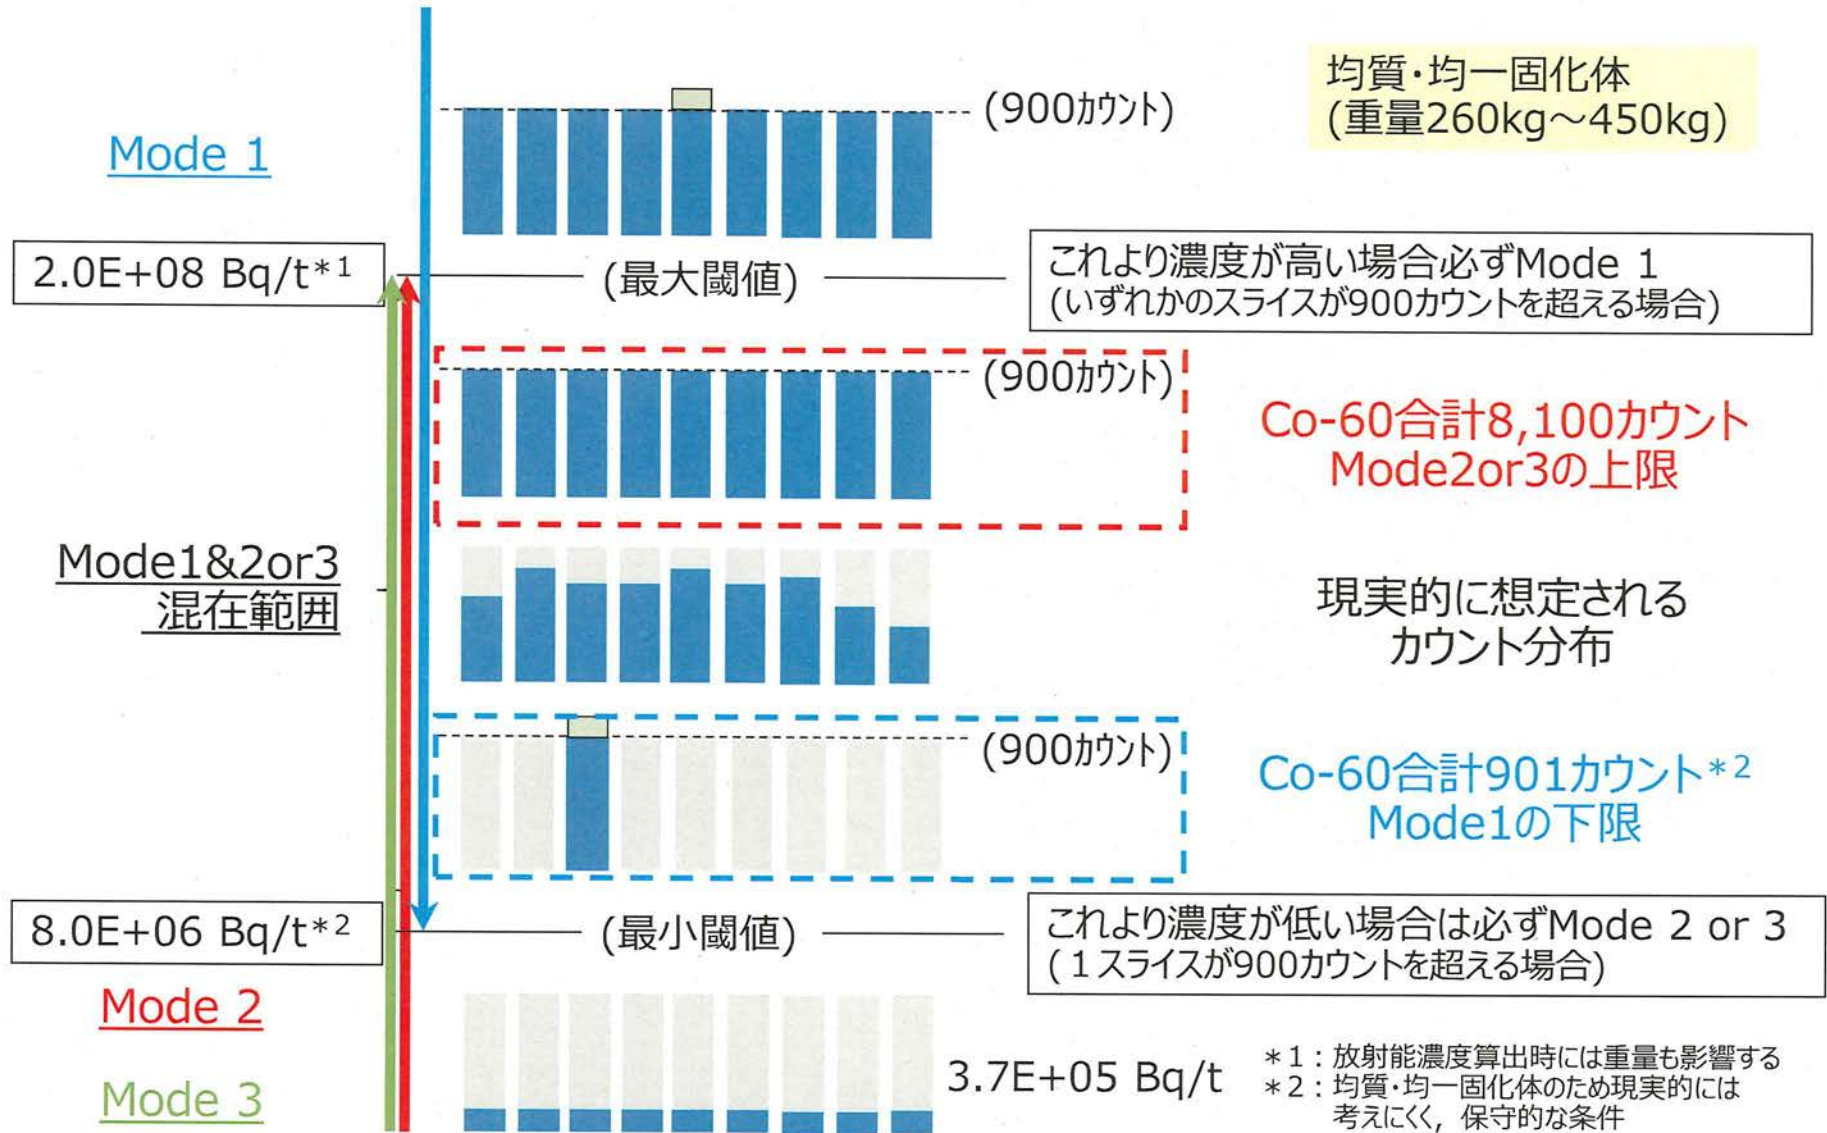 (900カウント)
均質・均一固化体
(重量260kg～450kg)
Mode 1
2.0E+08 Bq/t*1
(最大閾値)
これより濃度が高い場合必ずMode 1
(いずれかのスライスが900カウントを超える場合)
(900カウント)
Co-60合計8,100カウント
Mode2or3の上限
Mode1&2or3
混在範囲
現実的に想定される
カウント分布
(900カウント)
Co-60合計901カウント*2
Mode1の下限
8.0E+06 Bq/t*2
(最小閾値)
これより濃度が低い場合は必ずMode 2 or 3
(１スライスが900カウントを超える場合)
Mode 2
Mode 3
3.7E+05 Bq/t
*1：放射能濃度算出時には重量も影響する
*2：均質・均一固化体のため現実的には
考えにくく，保守的な条件